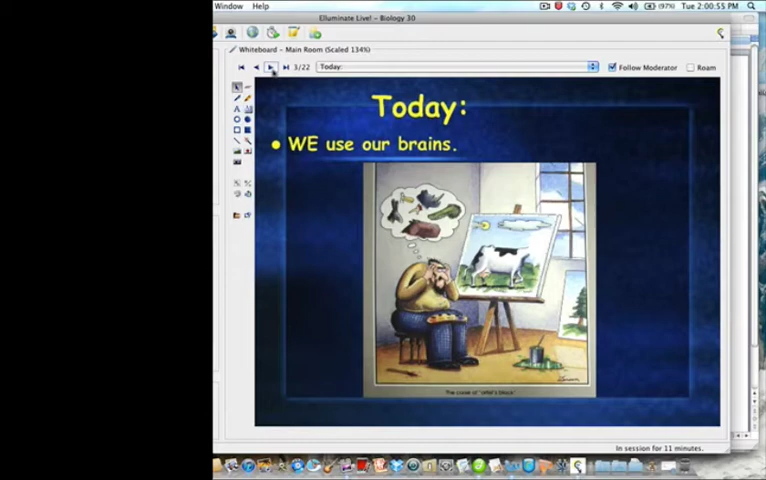 Window Help
(97%) Tue 2:00:55 PM
Elluminate Live! - Biology 30
Whiteboard - Main Room (Scaled 134%)
3/22 Today: Follow Moderator Roam
Today:
WE use our brains.
In session for 11 minutes.